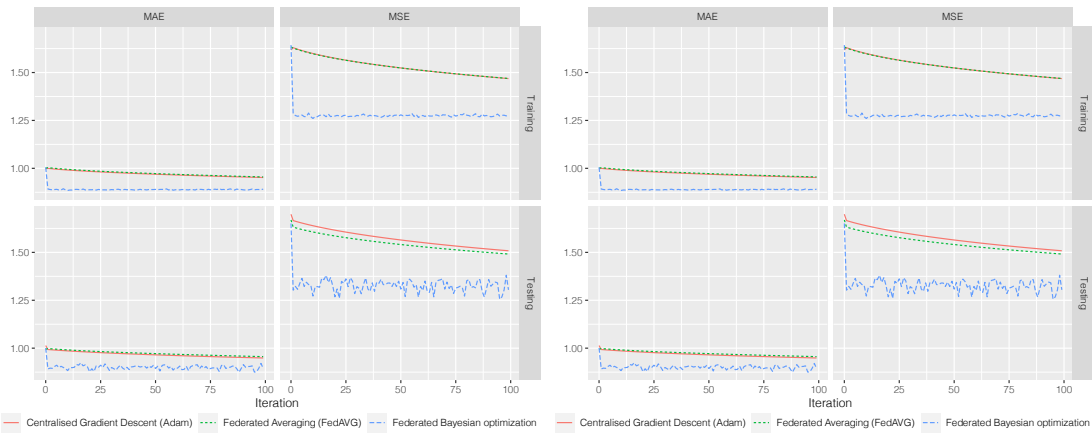 MAE MSE
1.50
1.25
1.00
Training
1.50
1.25
1.00
Testing
0 25 50 75 100 0 25 50 75 100
Iteration
Centralised Gradient Descent (Adam) Federated Averaging (FedAVG) Federated Bayesian optimization
MAE MSE
1.50
1.25
1.00
Training
1.50
1.25
1.00
Testing
0 25 50 75 100 0 25 50 75 100
Iteration
Centralised Gradient Descent (Adam) Federated Averaging (FedAVG) Federated Bayesian optimization